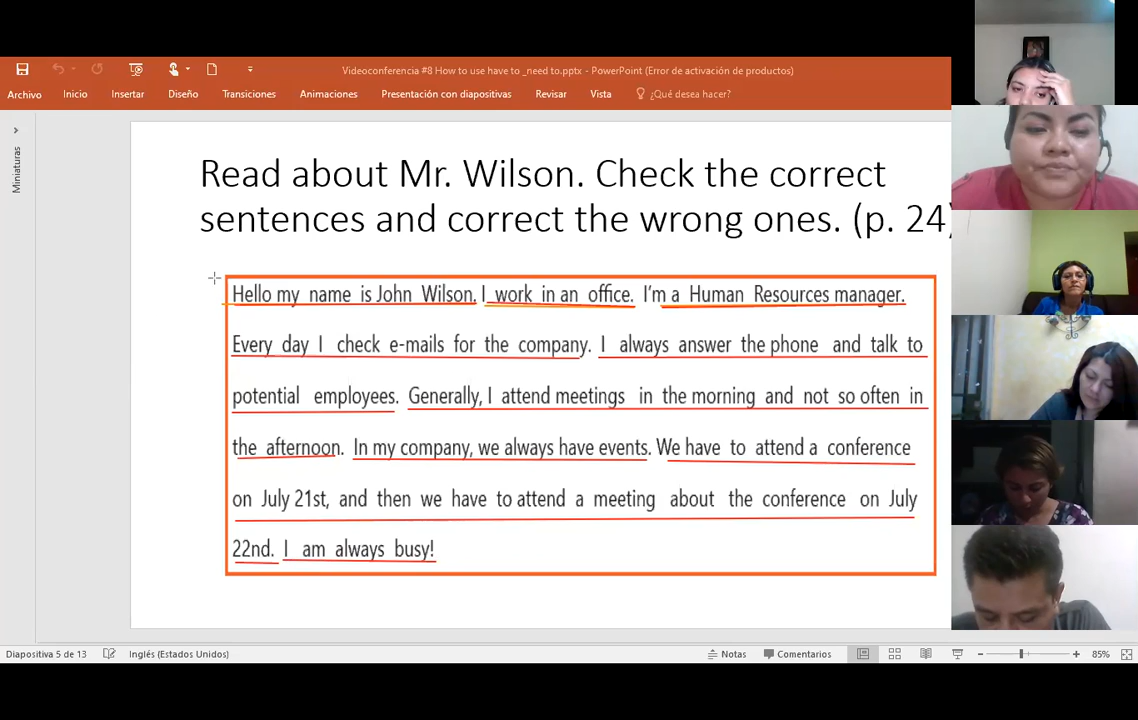 Videoconferencia #8 How to use have to _need to.pptx - PowerPoint (Error de activación de productos)
Archivo Inicio Insertar Diseño Transiciones Animaciones Presentación con diapositivas Revisar Vista ¿Qué desea hacer?
Miniaturas
Read about Mr. Wilson. Check the correct
sentences and correct the wrong ones. (p. 24)
Hello my name is John Wilson. I work in an office. I'm a Human Resources manager.
Every day I check e-mails for the company. I always answer the phone and talk to
potential employees. Generally, I attend meetings in the morning and not so often in
the afternoon. In my company, we always have events. We have to attend a conference
on July 21st, and then we have to attend a meeting about the conference on July
22nd. I am always busy!
Diapositiva 5 de 13 Inglés (Estados Unidos) Notas Comentarios 85%